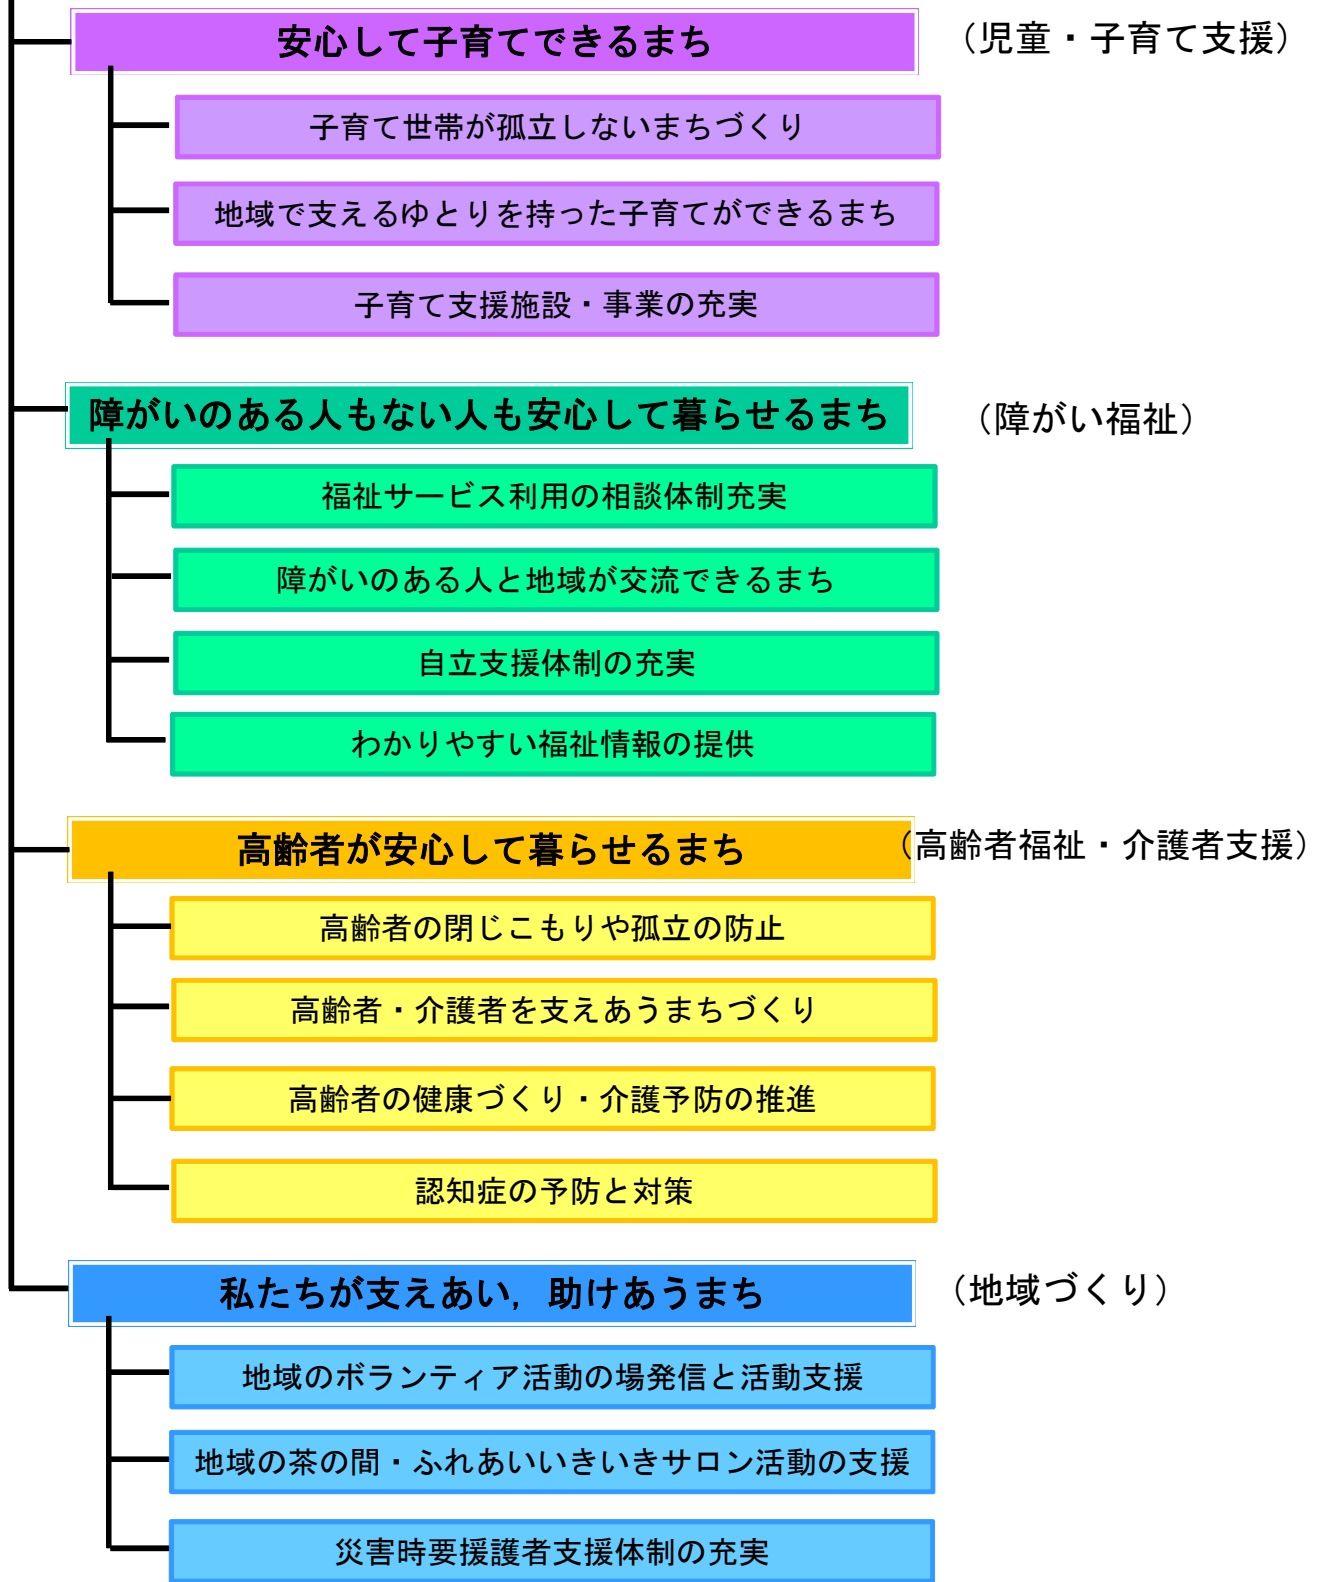 安心して子育てできるまち
（児童・子育て支援）
子育て世帯が孤立しないまちづくり
地域で支えるゆとりを持った子育てができるまち
子育て支援施設・事業の充実
障がいのある人もない人も安心して暮らせるまち
（障がい福祉）
福祉サービス利用の相談体制充実
障がいのある人と地域が交流できるまち
自立支援体制の充実
わかりやすい福祉情報の提供
高齢者が安心して暮らせるまち
（高齢者福祉・介護者支援）
高齢者の閉じこもりや孤立の防止
高齢者・介護者を支えあうまちづくり
高齢者の健康づくり・介護予防の推進
認知症の予防と対策
私たちが支えあい，助けあうまち
（地域づくり）
地域のボランティア活動の場発信と活動支援
地域の茶の間・ふれあいいきいきサロン活動の支援
災害時要援護者支援体制の充実